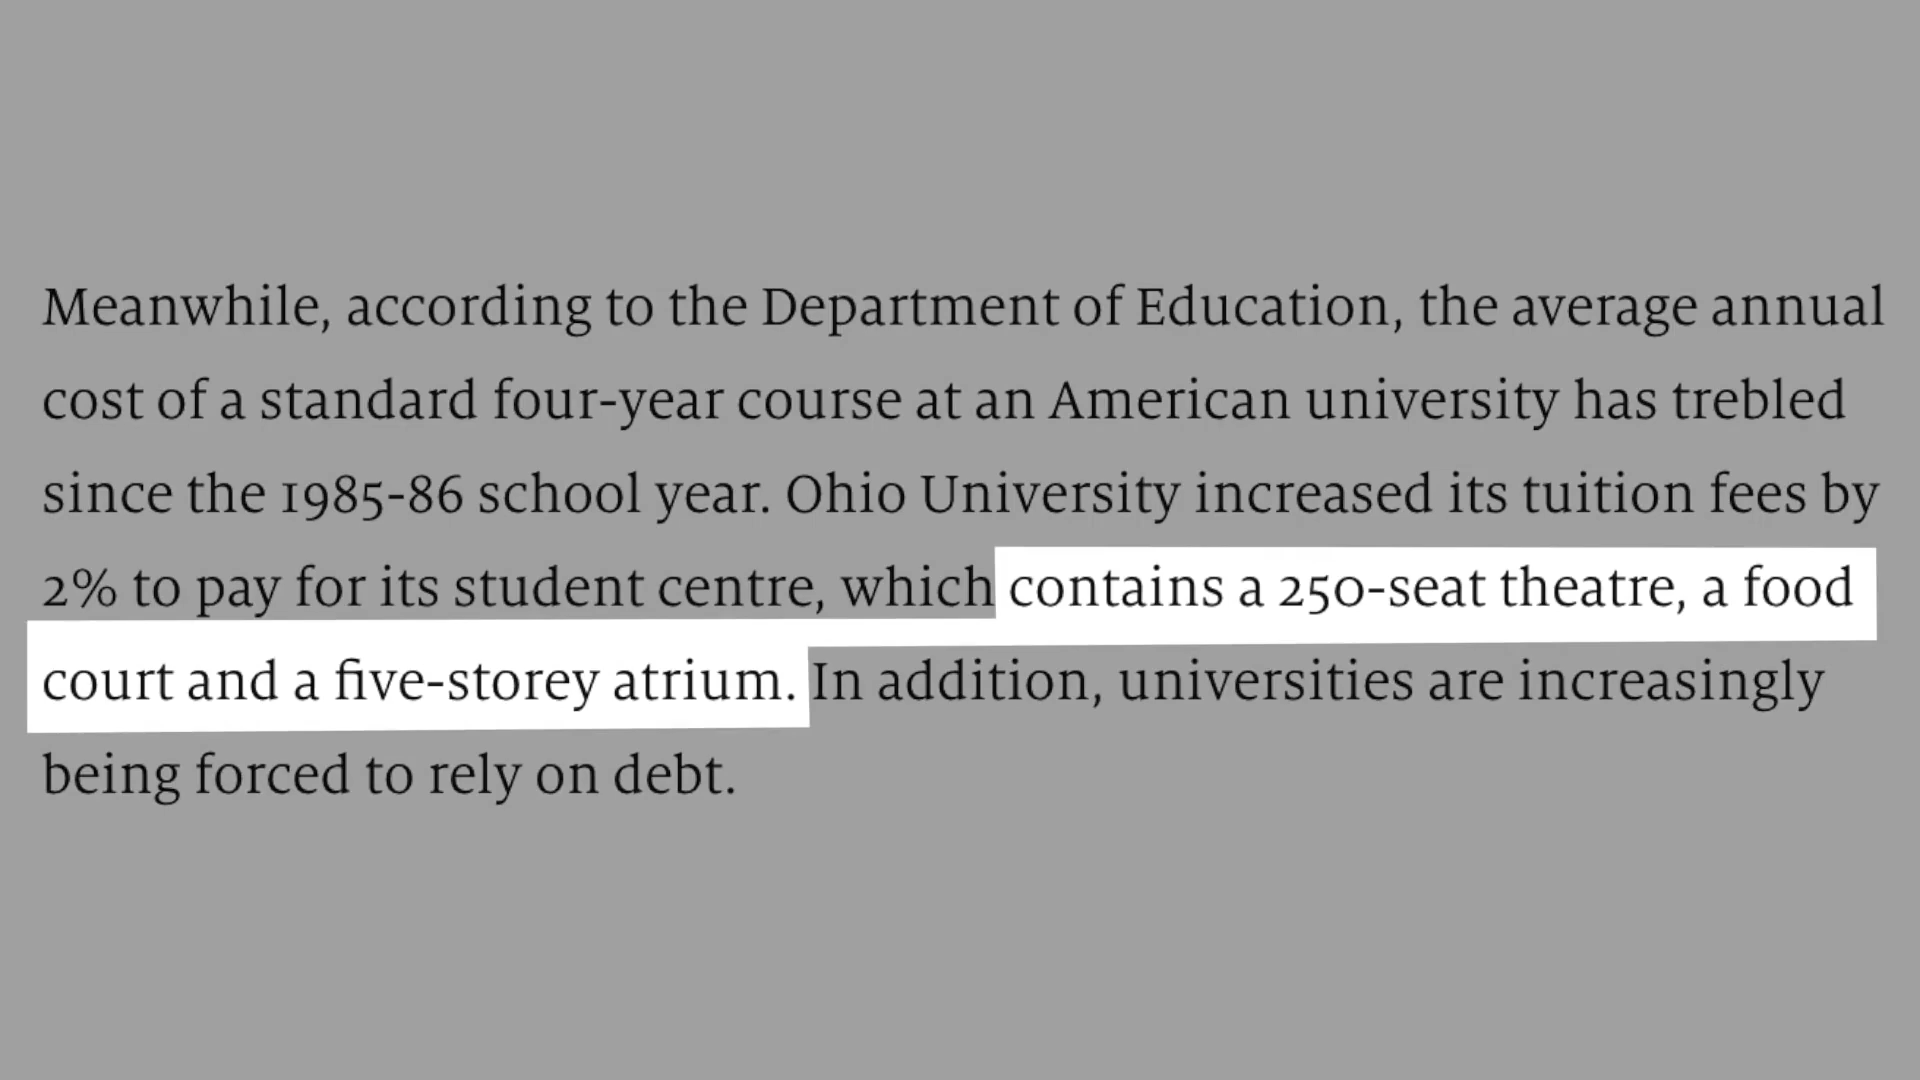 Meanwhile, according to the Department of Education, the average annual
cost of a standard four-year course at an American university has trebled
since the 1985-86 school year. Ohio University increased its tuition fees by
2% to pay for its student centre, which contains a 250-seat theatre, a food
court and a five-storey atrium. In addition, universities are increasingly
being forced to rely on debt.